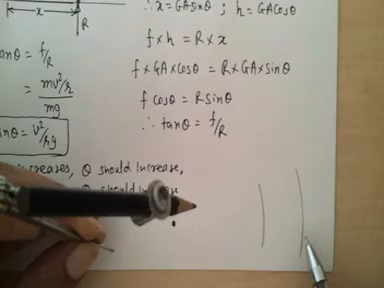 x R
∴ x = GA sinθ ; h = GA cosθ
f × h = R × x
tanθ = f/R
f × GA × cosθ = R × GA × sinθ
= mv²/r / mg
f cosθ = R sinθ
tanθ = v²/rg
∴ tanθ = f/R
increases, θ should increase,
θ should increase